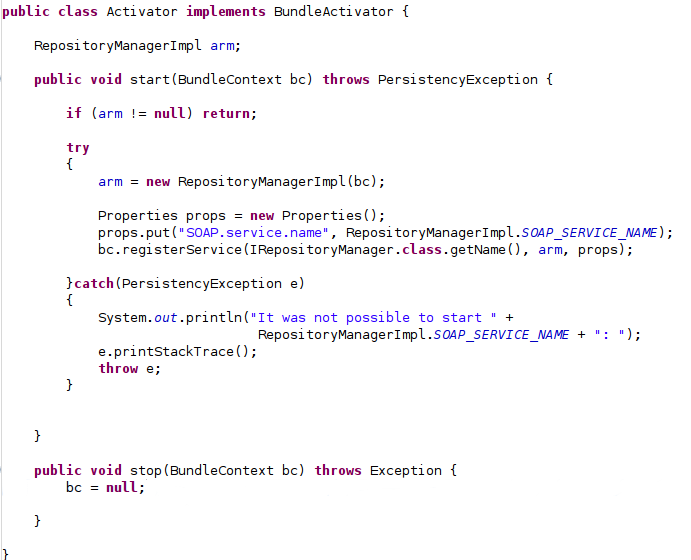 public class Activator implements BundleActivator {
RepositoryManagerImpl arm;
public void start(BundleContext bc) throws PersistencyException {
if (arm != null) return;
try
{
arm = new RepositoryManagerImpl(bc);
Properties props = new Properties();
props.put("SOAP.service.name", RepositoryManagerImpl.SOAP_SERVICE_NAME);
bc.registerService(IRepositoryManager.class.getName(), arm, props);
}catch(PersistencyException e)
{
System.out.println("It was not possible to start " +
RepositoryManagerImpl.SOAP_SERVICE_NAME + ": ");
e.printStackTrace();
throw e;
}
}
public void stop(BundleContext bc) throws Exception {
bc = null;
}
}